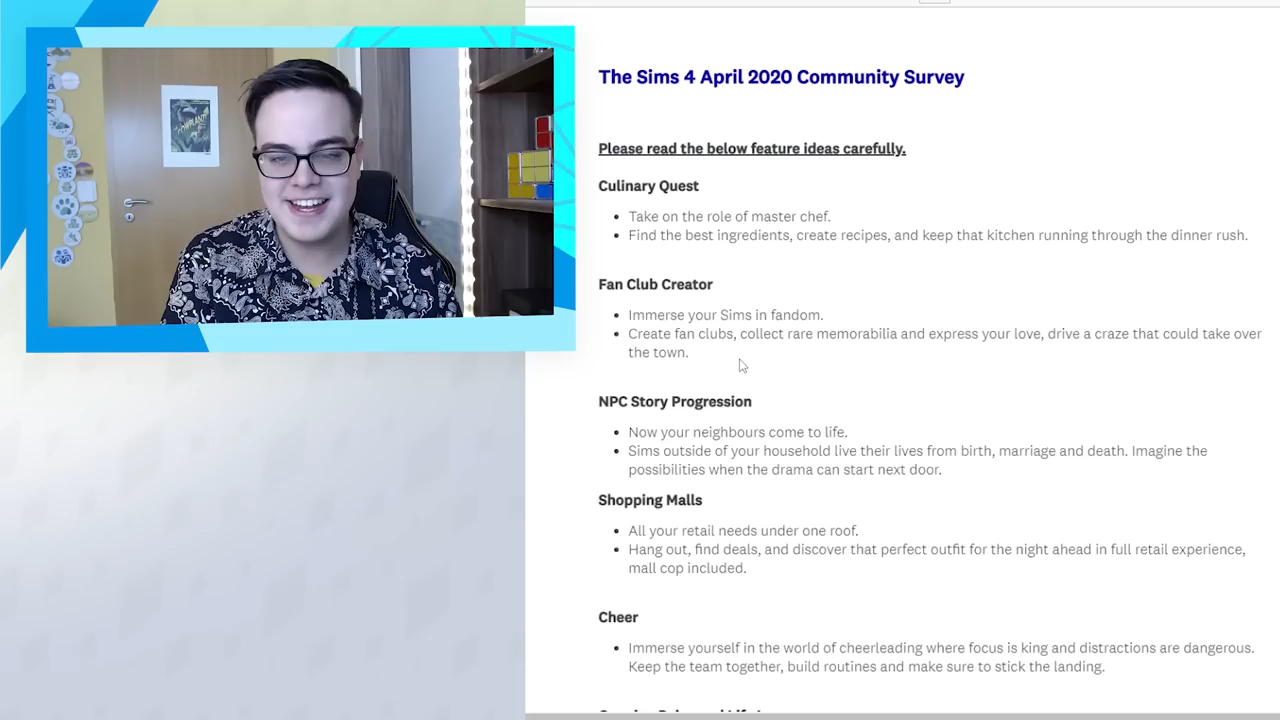 The Sims 4 April 2020 Community Survey
Please read the below feature ideas carefully.
Culinary Quest
Take on the role of master chef.
Find the best ingredients, create recipes, and keep that kitchen running through the dinner rush.
Fan Club Creator
Immerse your Sims in fandom.
Create fan clubs, collect rare memorabilia and express your love, drive a craze that could take over
the town.
NPC Story Progression
Now your neighbours come to life.
Sims outside of your household live their lives from birth, marriage and death. Imagine the
possibilities when the drama can start next door.
Shopping Malls
All your retail needs under one roof.
Hang out, find deals, and discover that perfect outfit for the night ahead in full retail experience,
mall cop included.
Cheer
Immerse yourself in the world of cheerleading where focus is king and distractions are dangerous.
Keep the team together, build routines and make sure to stick the landing.